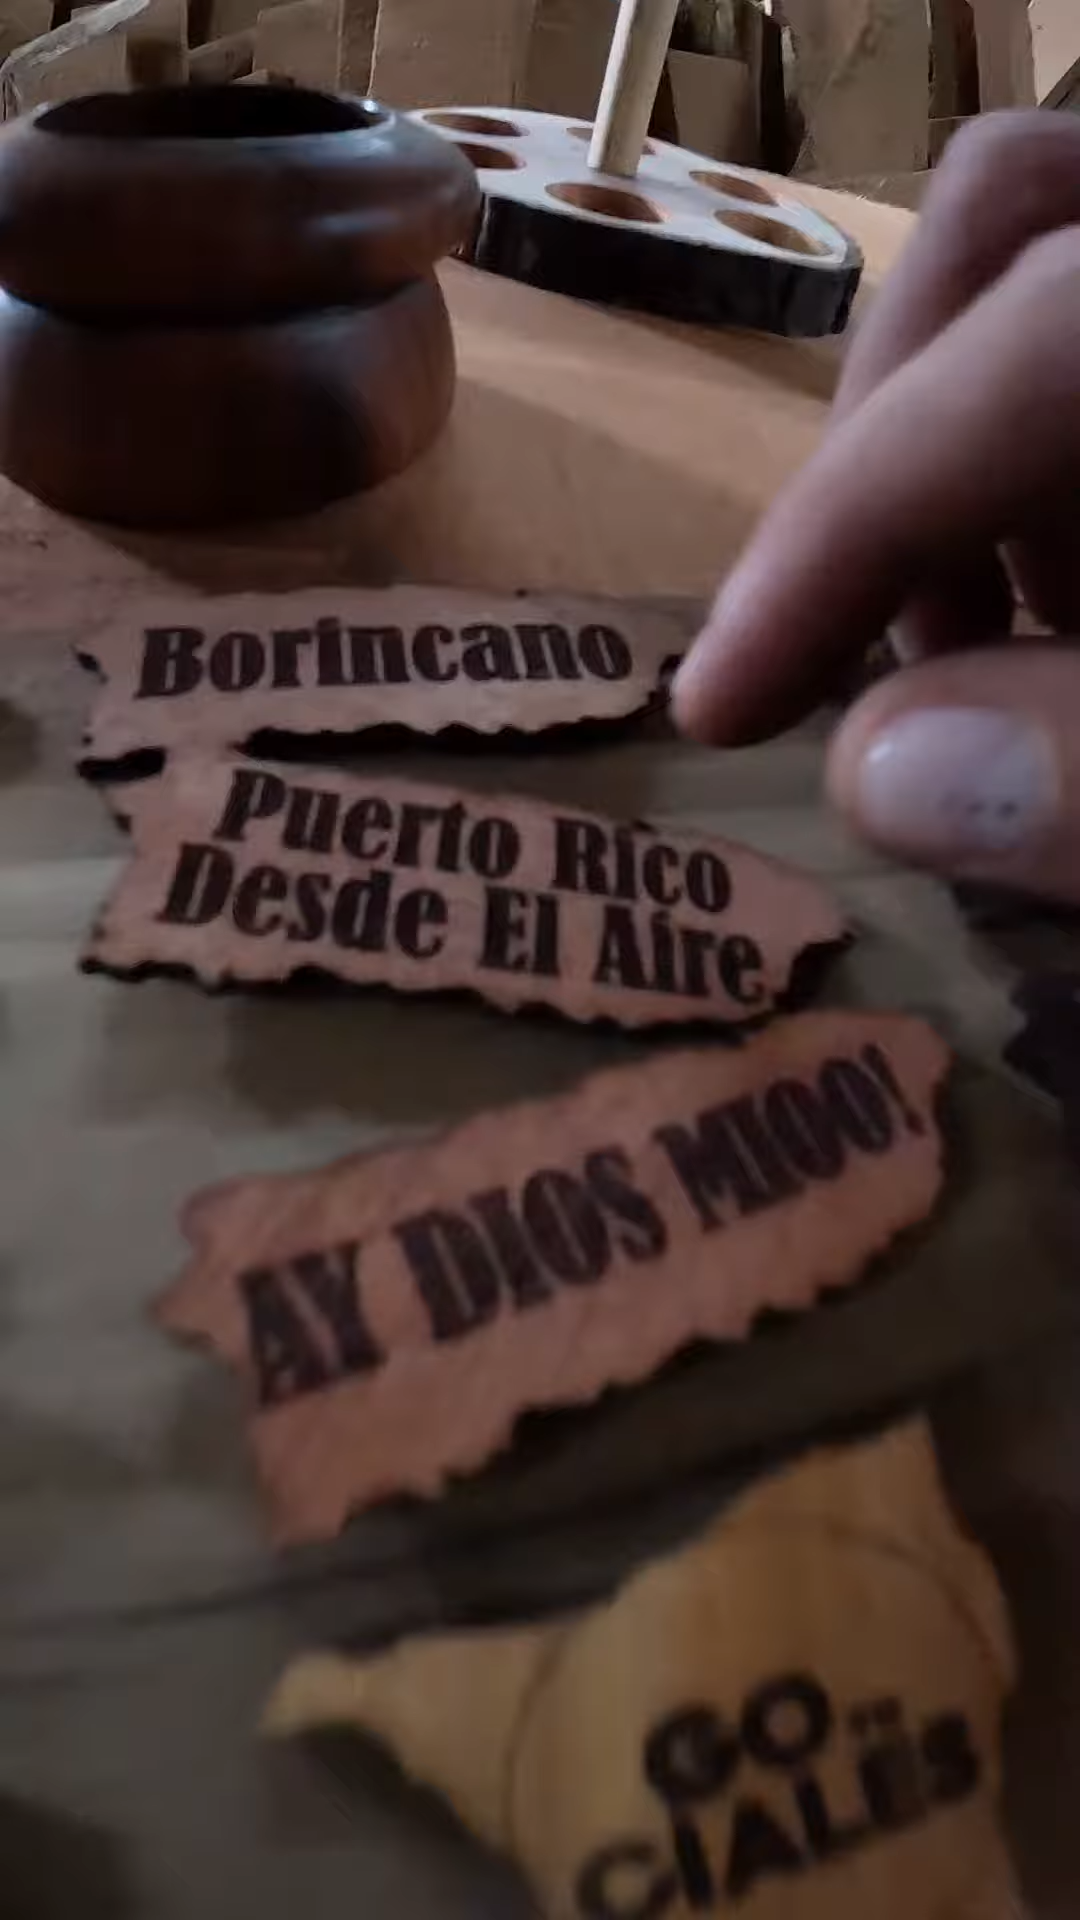 Borincano
Puerto Rico
Desde El Aire
AY DIOS MIOO!
GO
CIALES